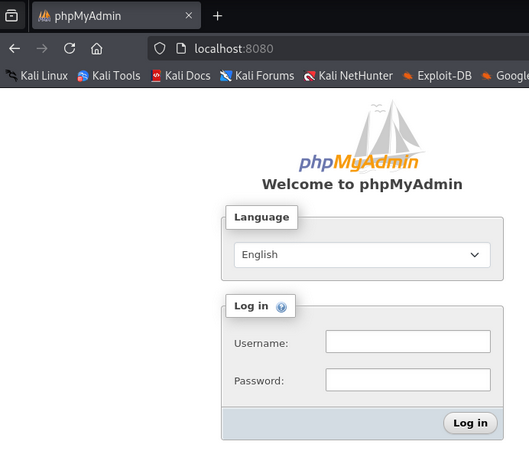 phpMyAdmin
localhost:8080
Kali Linux Kali Tools Kali Docs Kali Forums Kali NetHunter Exploit-DB Google
phpMyAdmin
Welcome to phpMyAdmin
Language
English
Log in
Username:
Password:
Log in